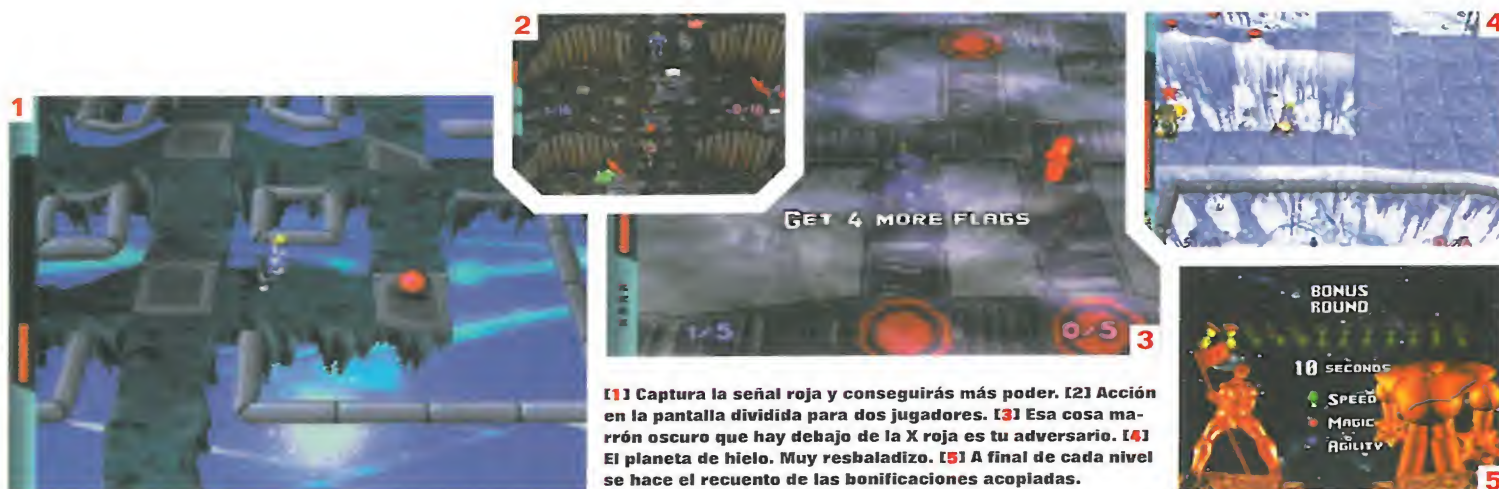 1
2
3
4
5
GET 4 MORE FLAGS
1/5
0/5
BONUS
ROUND
10 SECONDS
SPEED
MAGIC
AGILITY
[1] Captura la señal roja y conseguirás más poder. [2] Acción
en la pantalla dividida para dos jugadores. [3] Esa cosa ma-
rrón oscuro que hay debajo de la X roja es tu adversario. [4]
El planeta de hielo. Muy resbaladizo. [5] A final de cada nivel
se hace el recuento de las bonificaciones acopladas.